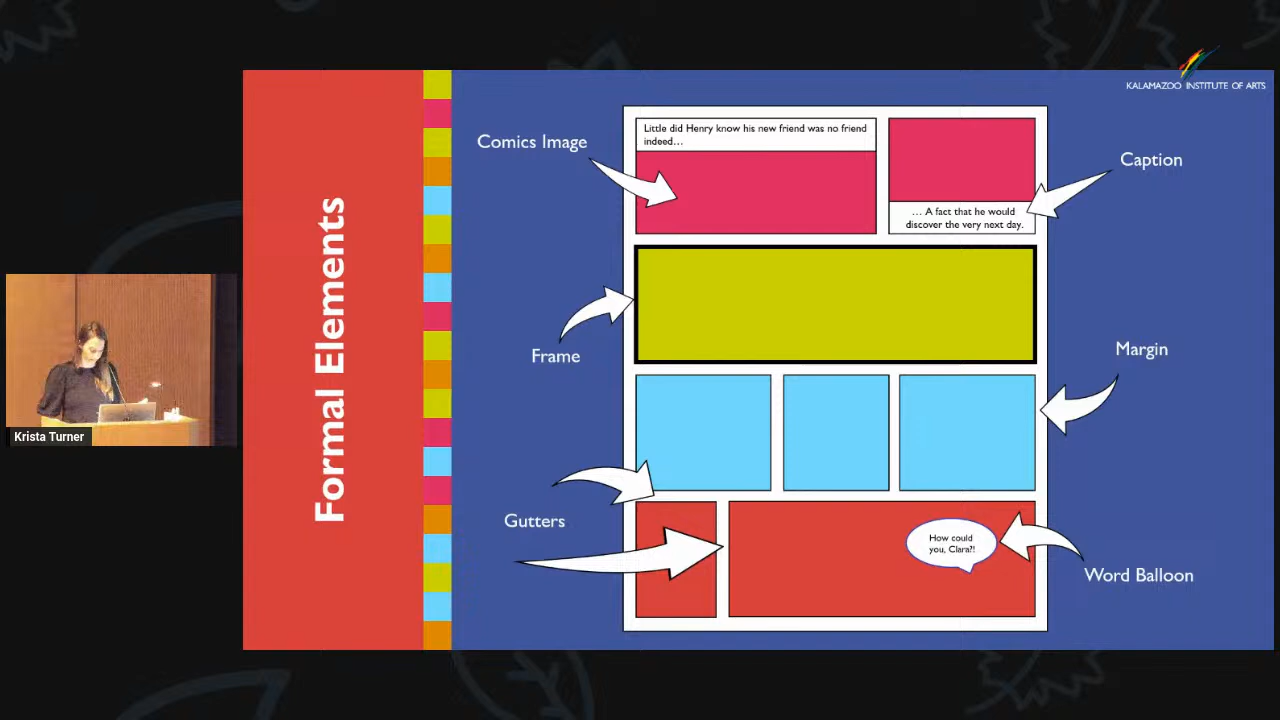 KALAMAZOO INSTITUTE OF ARTS
Formal Elements
Comics Image
Little did Henry know his new friend was no friend
indeed...
Caption
... A fact that he would
discover the very next day.
Frame
Margin
Gutters
How could
you, Clara?!
Word Balloon
Krista Turner